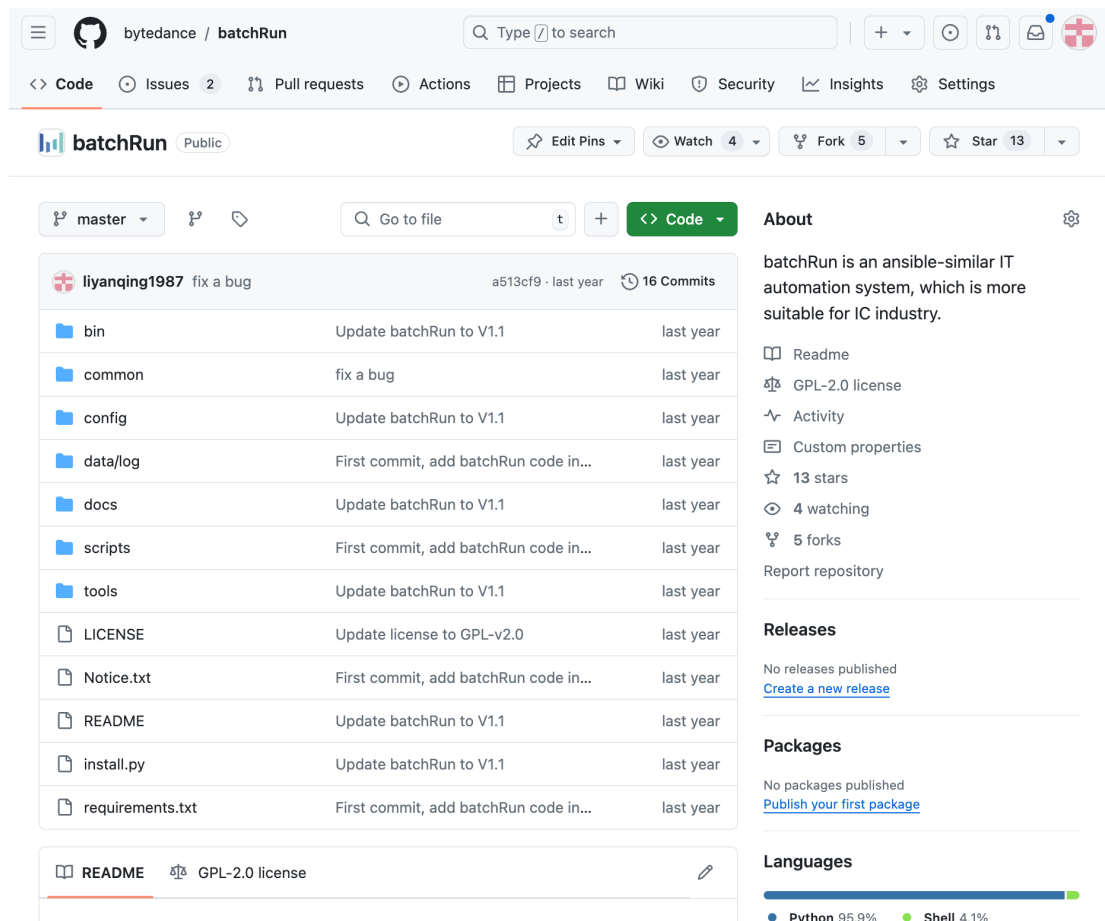 bytedance / batchRun
Type / to search
Code
Issues 2
Pull requests
Actions
Projects
Wiki
Security
Insights
Settings
batchRun Public
Edit Pins
Watch 4
Fork 5
Star 13
master
Go to file t
Code
liyanqing1987 fix a bug a513cf9 · last year 16 Commits
bin Update batchRun to V1.1 last year
common fix a bug last year
config Update batchRun to V1.1 last year
data/log First commit, add batchRun code in... last year
docs Update batchRun to V1.1 last year
scripts First commit, add batchRun code in... last year
tools Update batchRun to V1.1 last year
LICENSE Update license to GPL-v2.0 last year
Notice.txt First commit, add batchRun code in... last year
README Update batchRun to V1.1 last year
install.py Update batchRun to V1.1 last year
requirements.txt First commit, add batchRun code in... last year
README
GPL-2.0 license
About
batchRun is an ansible-similar IT
automation system, which is more
suitable for IC industry.
Readme
GPL-2.0 license
Activity
Custom properties
13 stars
4 watching
5 forks
Report repository
Releases
No releases published
Create a new release
Packages
No packages published
Publish your first package
Languages
Python 95.9% Shell 4.1%